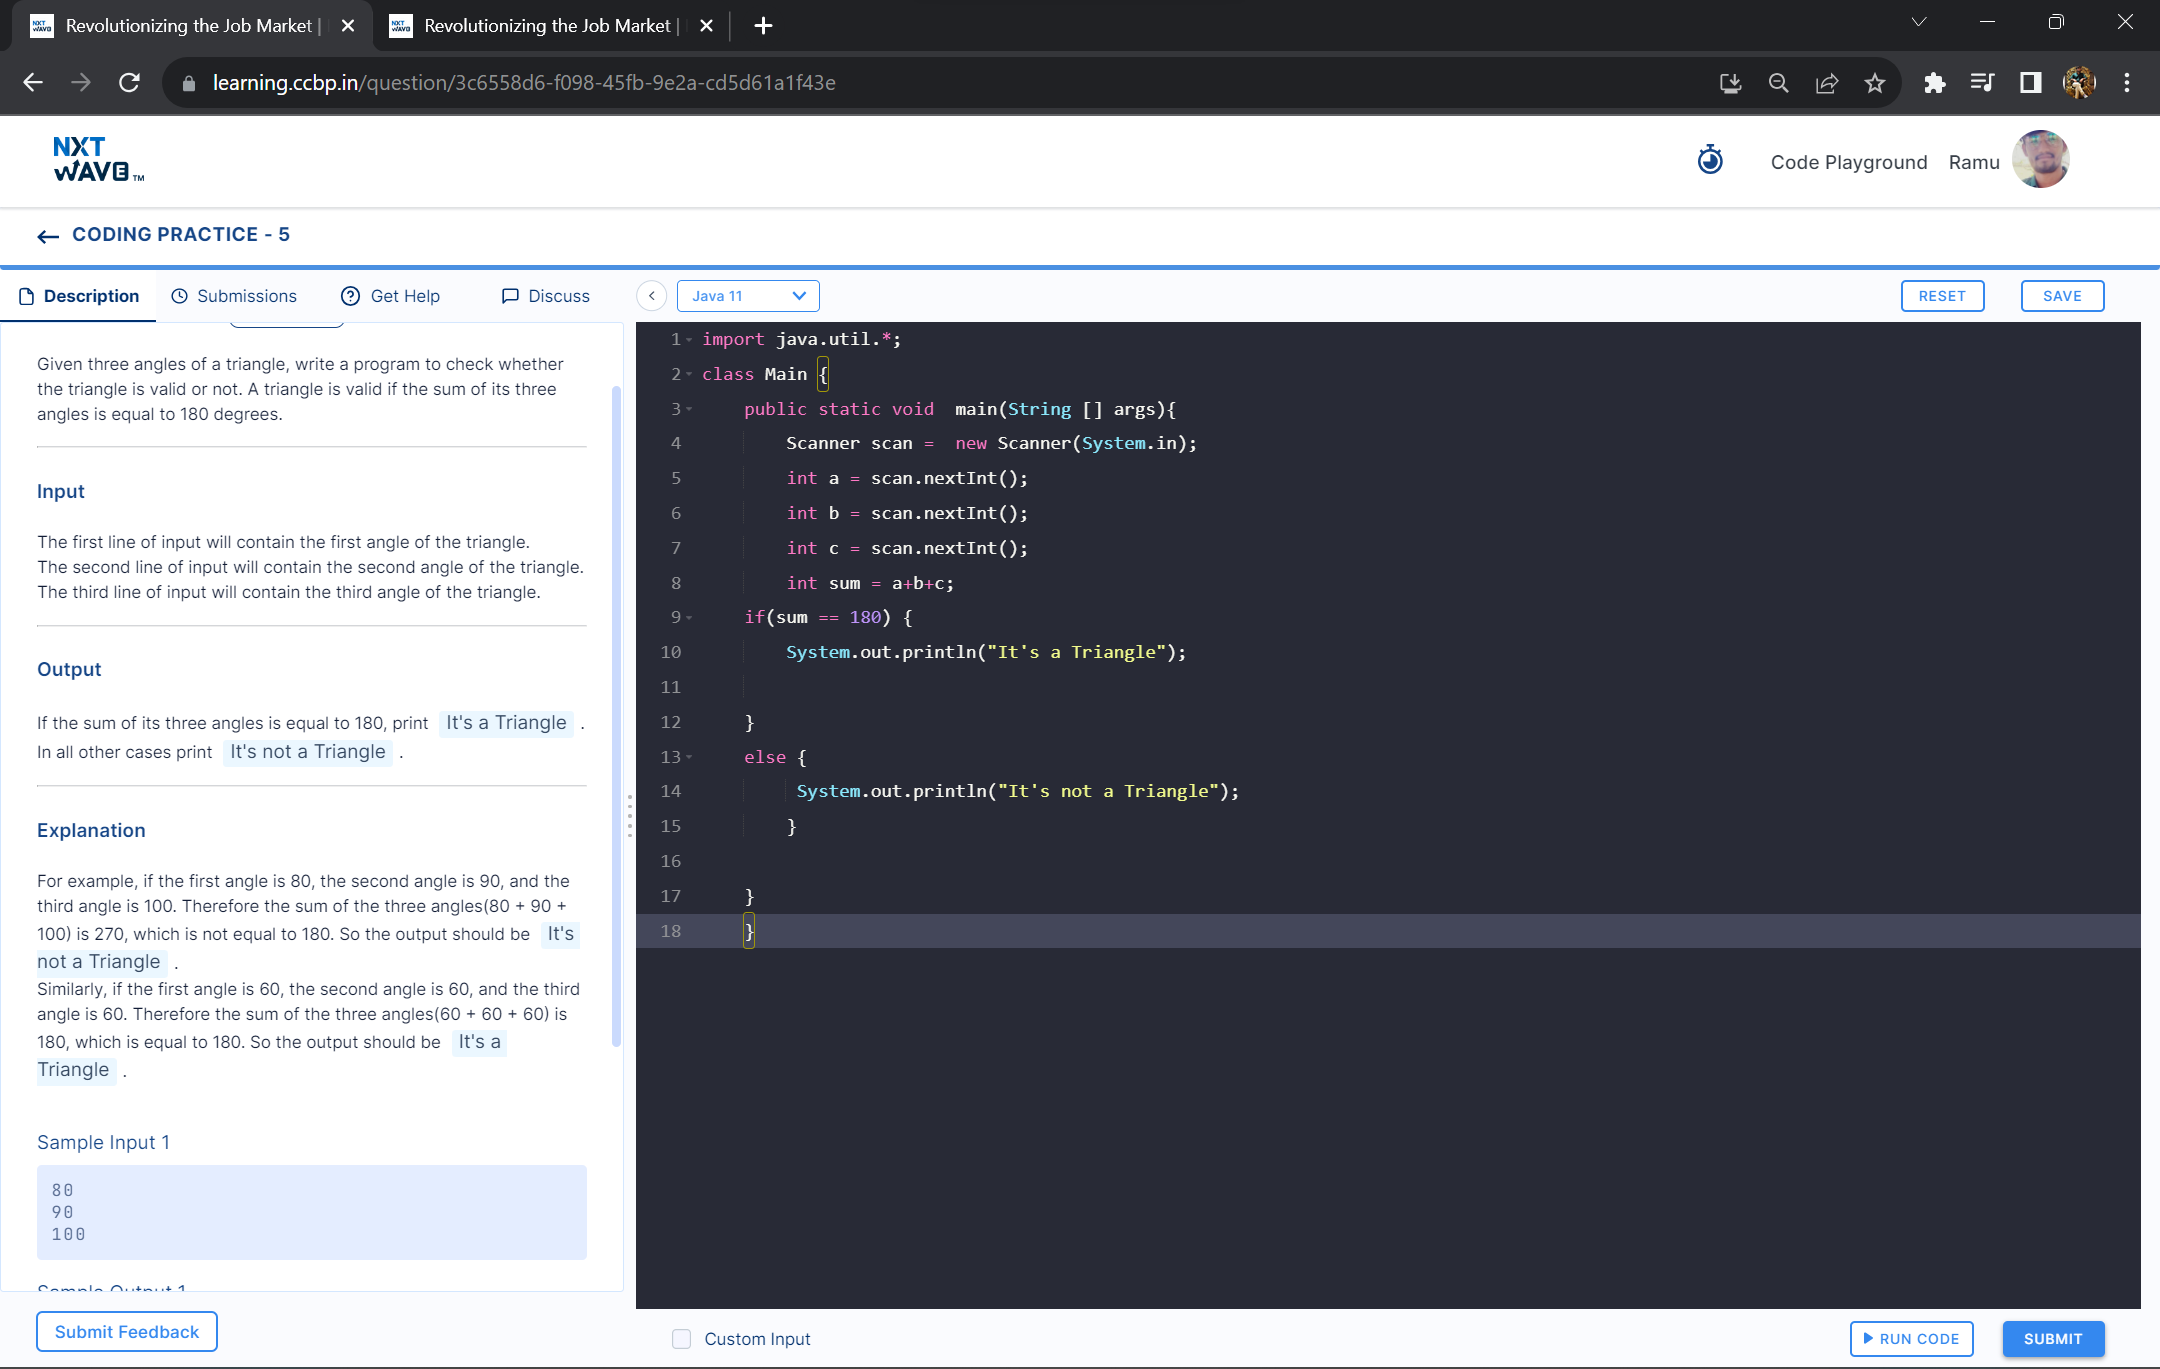 Revolutionizing the Job Market |
Revolutionizing the Job Market |
learning.ccbp.in/question/3c6558d6-f098-45fb-9e2a-cd5d61a1f43e
NXT WAVE TM
Code Playground
Ramu
CODING PRACTICE - 5
Description
Submissions
Get Help
Discuss
Java 11
RESET
SAVE
Given three angles of a triangle, write a program to check whether
the triangle is valid or not. A triangle is valid if the sum of its three
angles is equal to 180 degrees.
Input
The first line of input will contain the first angle of the triangle.
The second line of input will contain the second angle of the triangle.
The third line of input will contain the third angle of the triangle.
Output
If the sum of its three angles is equal to 180, print It's a Triangle .
In all other cases print It's not a Triangle .
Explanation
For example, if the first angle is 80, the second angle is 90, and the
third angle is 100. Therefore the sum of the three angles(80 + 90 +
100) is 270, which is not equal to 180. So the output should be It's
not a Triangle .
Similarly, if the first angle is 60, the second angle is 60, and the third
angle is 60. Therefore the sum of the three angles(60 + 60 + 60) is
180, which is equal to 180. So the output should be It's a
Triangle .
Sample Input 1
80
90
100
Sample Output 1
Submit Feedback
1 import java.util.*;
2 class Main {
3 public static void  main(String [] args){
4 Scanner scan =  new Scanner(System.in);
5 int a = scan.nextInt();
6 int b = scan.nextInt();
7 int c = scan.nextInt();
8 int sum = a+b+c;
9 if(sum == 180) {
10 System.out.println("It's a Triangle");
11
12 }
13 else {
14 System.out.println("It's not a Triangle");
15 }
16
17 }
18 }
Custom Input
RUN CODE
SUBMIT